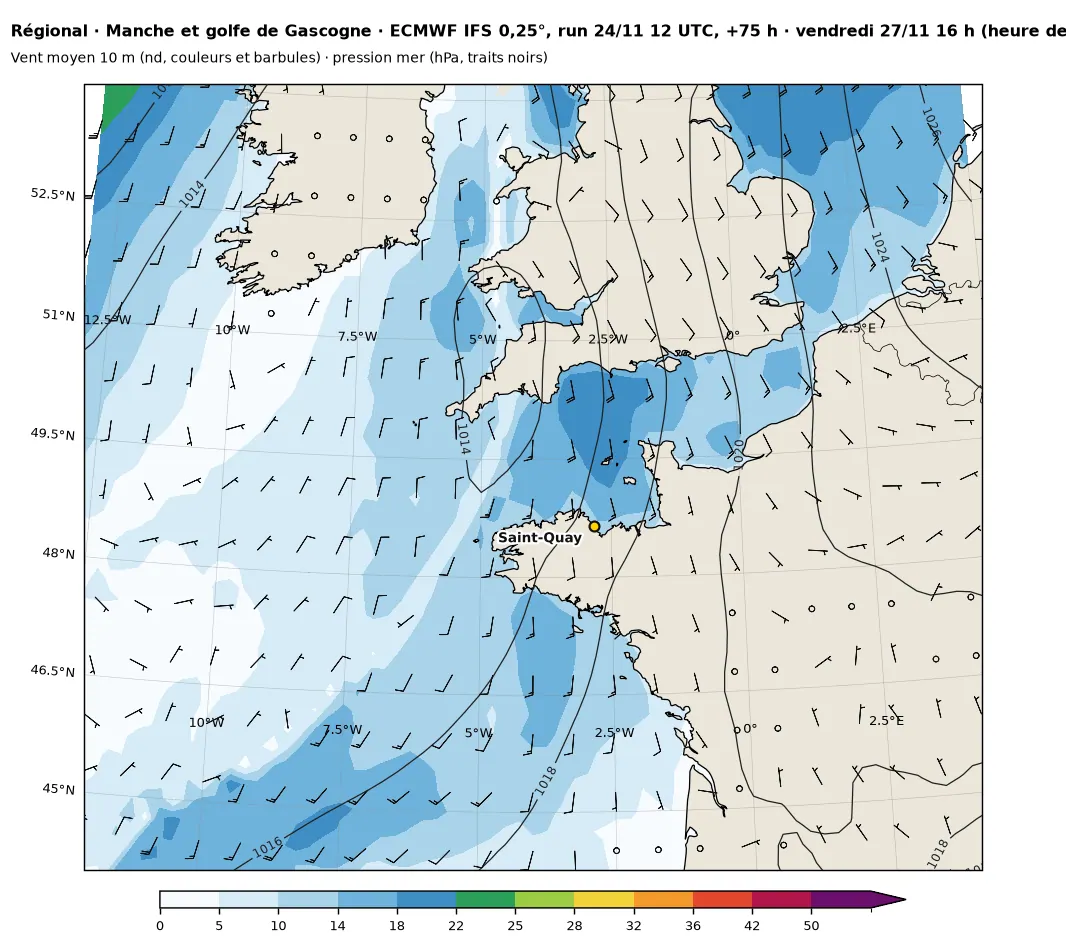 Régional · Manche et golfe de Gascogne · ECMWF IFS 0,25°, run 24/11 12 UTC, +75 h · vendredi 27/11 16 h (heure de
Vent moyen 10 m (nd, couleurs et barbules) · pression mer (hPa, traits noirs)
10
1026
52.5°N
1014
1024
51°N
12.5°W
10°W
7.5°W
5°W
2.5°W
0°
2.5°E
49.5°N
1014
1020
Saint-Quay
48°N
46.5°N
10°W
7.5°W
5°W
2.5°W
0°
2.5°E
45°N
1018
1016
1018
0 5 10 14 18 22 25 28 32 36 42 50